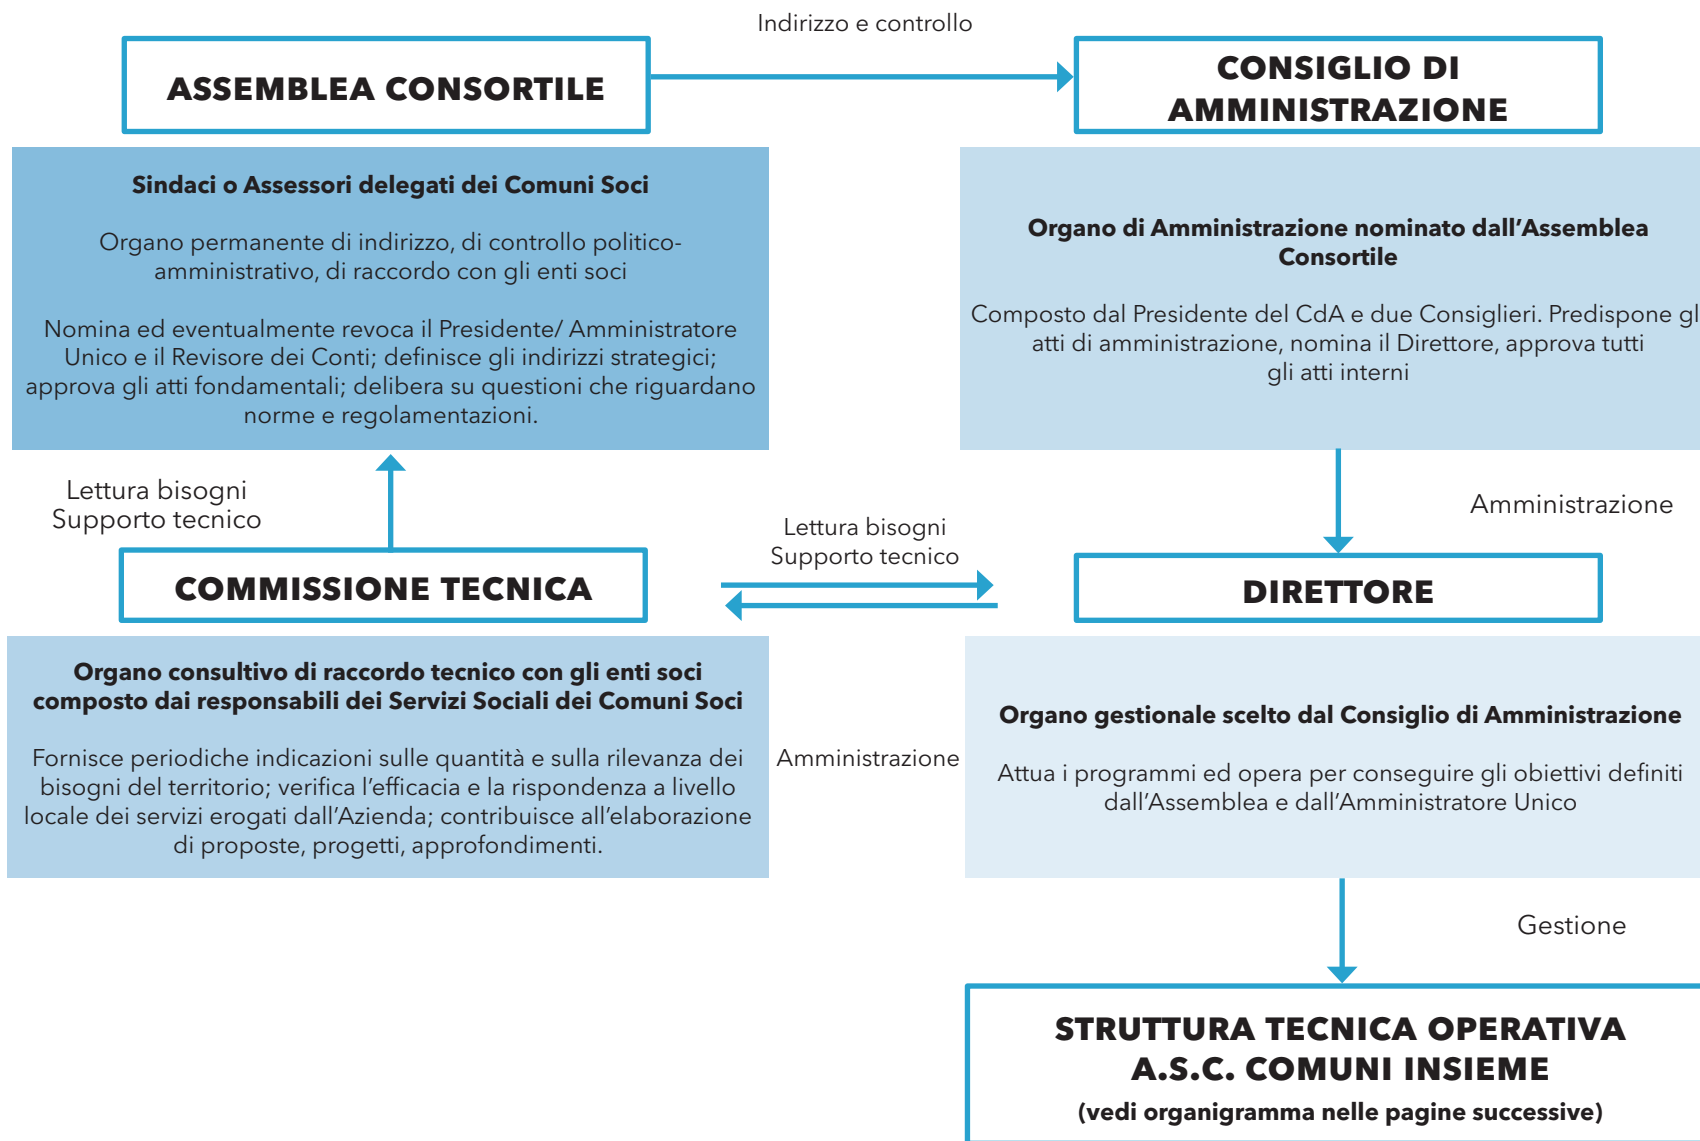 Indirizzo e controllo
ASSEMBLEA CONSORTILE
CONSIGLIO DI
AMMINISTRAZIONE
Sindaci o Assessori delegati dei Comuni Soci
Organo permanente di indirizzo, di controllo politico-
amministrativo, di raccordo con gli enti soci
Nomina ed eventualmente revoca il Presidente/ Amministratore
Unico e il Revisore dei Conti; definisce gli indirizzi strategici;
approva gli atti fondamentali; delibera su questioni che riguardano
norme e regolamentazioni.
Organo di Amministrazione nominato dall'Assemblea
Consortile
Composto dal Presidente del CdA e due Consiglieri. Predispone gl
atti di amministrazione, nomina il Direttore, approva tutti
gli atti interni
Lettura bisogni
Supporto tecnico
Lettura bisogni
Supporto tecnico
Amministrazione
COMMISSIONE TECNICA
DIRETTORE
Organo consultivo di raccordo tecnico con gli enti soci
composto dai responsabili dei Servizi Sociali dei Comuni Soci
Fornisce periodiche indicazioni sulle quantità e sulla rilevanza dei
bisogni del territorio; verifica l'efficacia e la rispondenza a livello
locale dei servizi erogati dall'Azienda; contribuisce all'elaborazione
di proposte, progetti, approfondimenti.
Amministrazione
Organo gestionale scelto dal Consiglio di Amministrazione
Attua i programmi ed opera per conseguire gli obiettivi definiti
dall'Assemblea e dall'Amministratore Unico
Gestione
STRUTTURA TECNICA OPERATIVA
A.S.C. COMUNI INSIEME
(vedi organigramma nelle pagine successive)